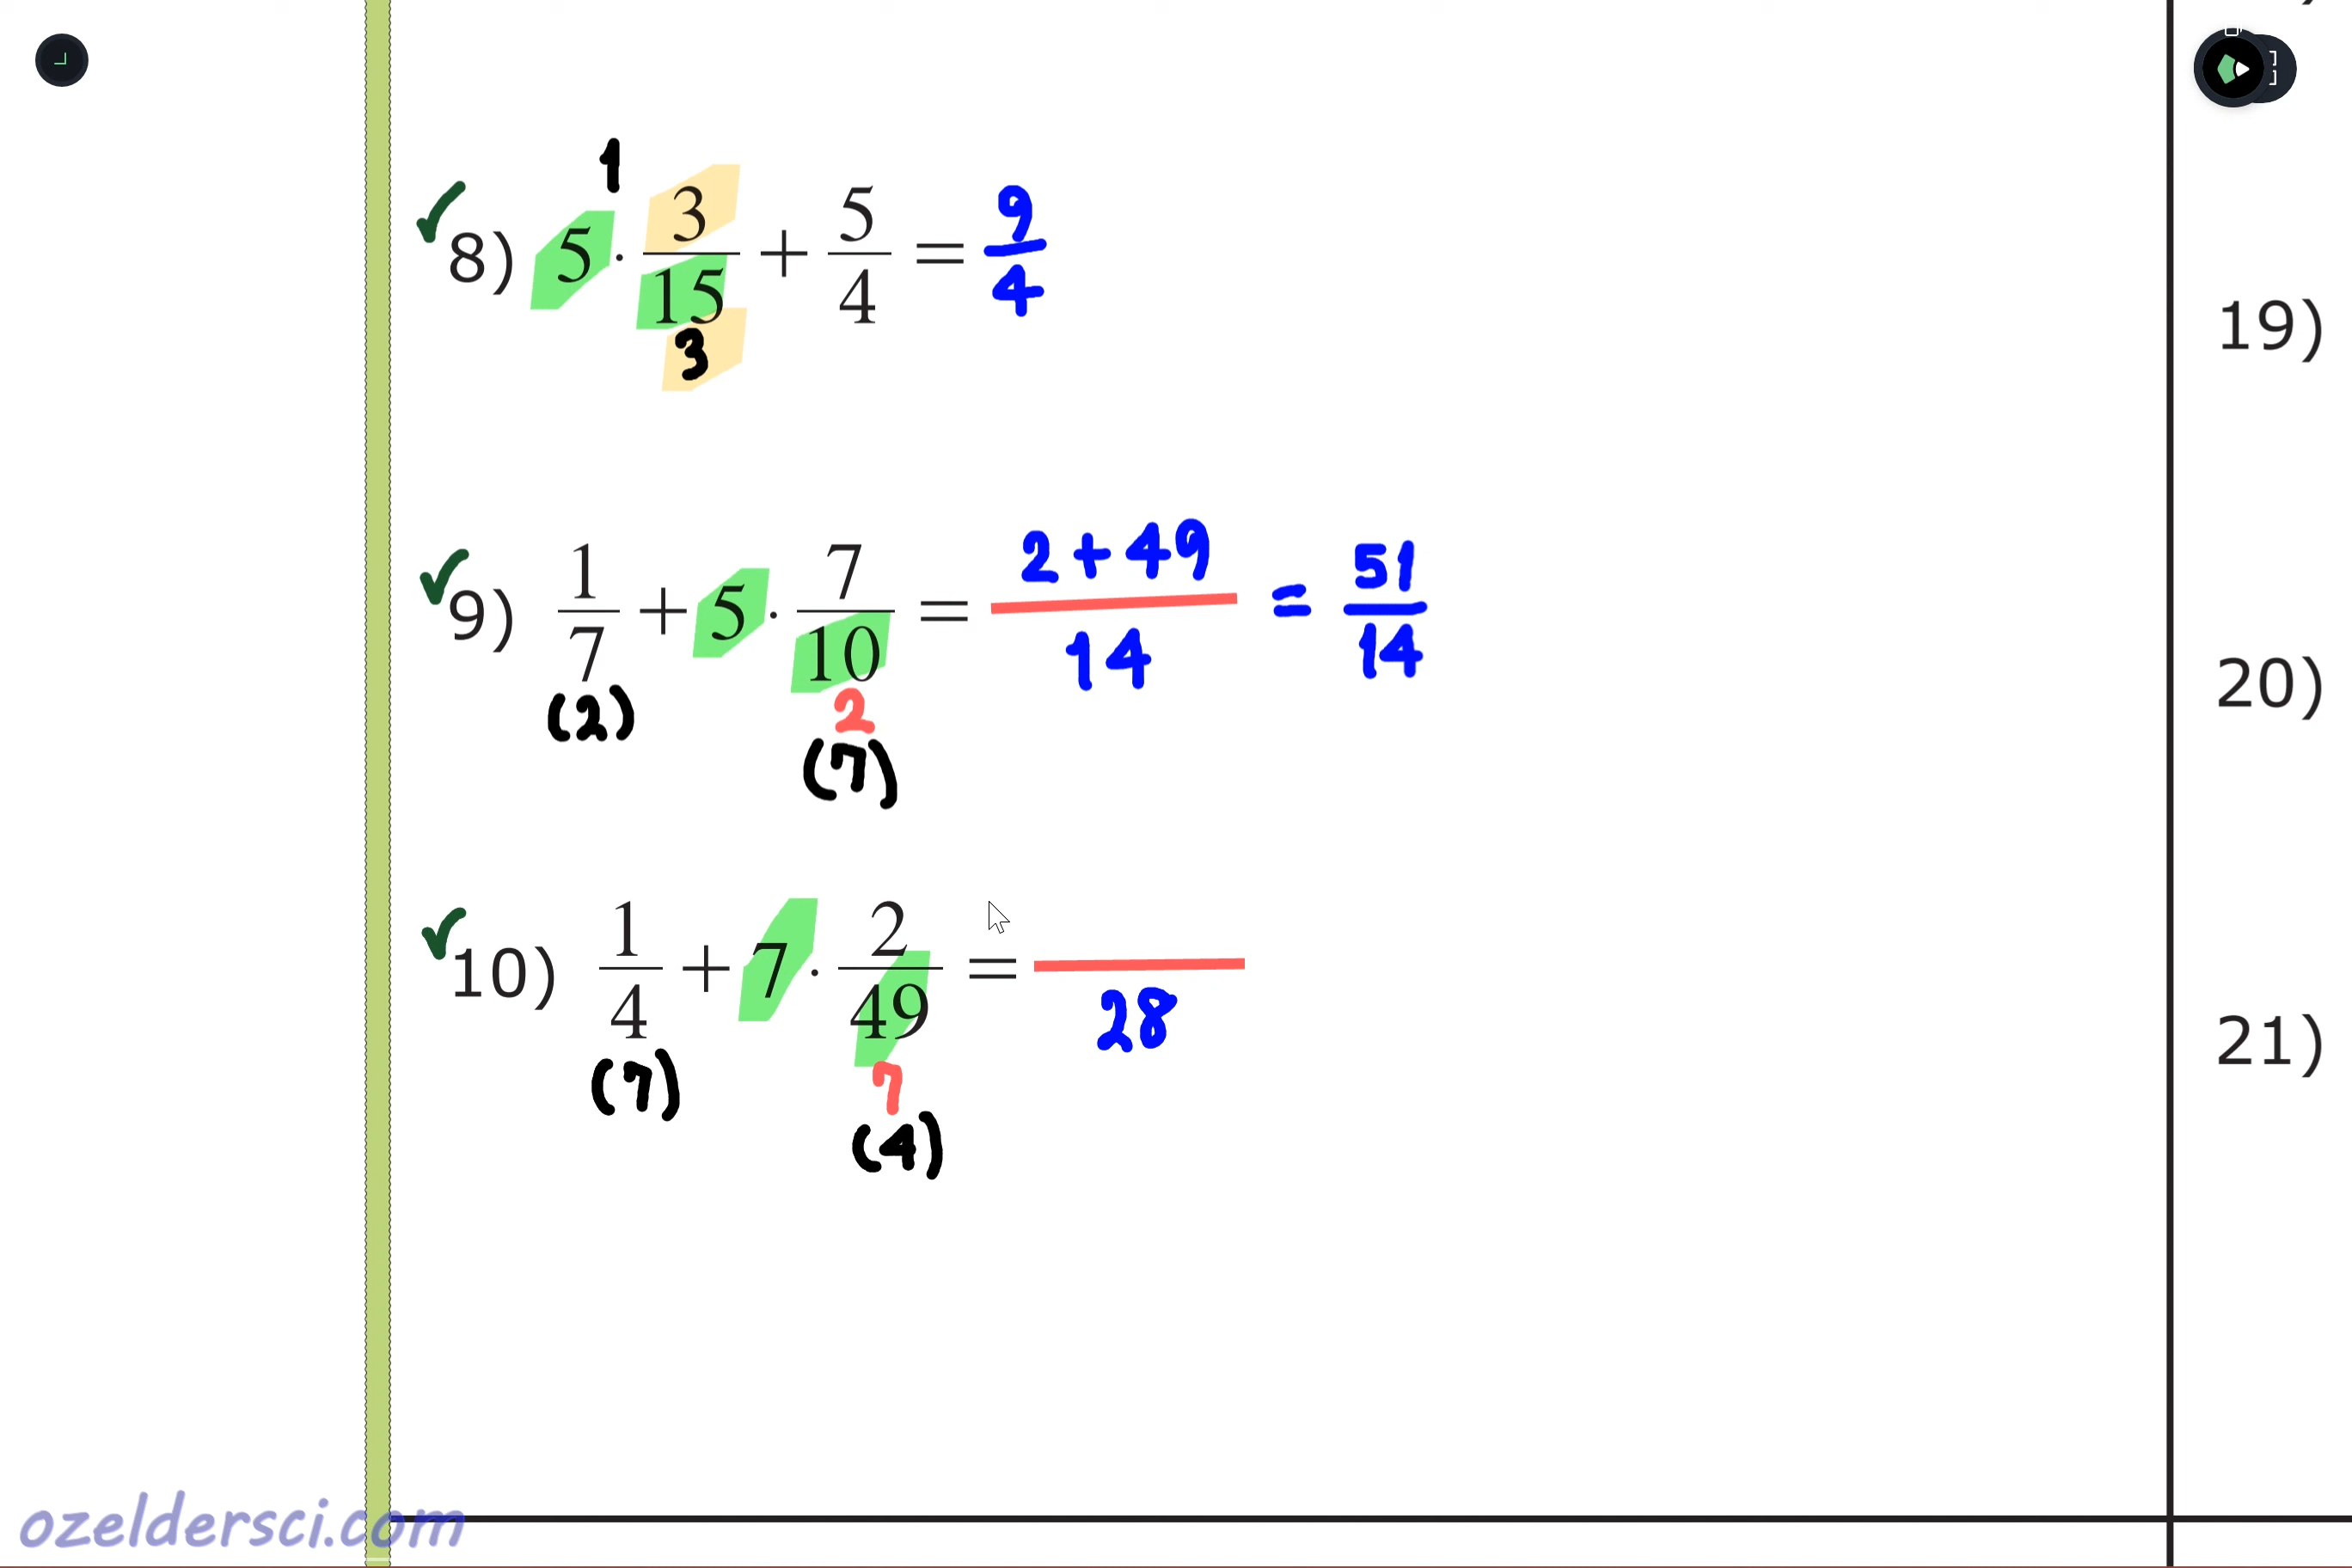 1
8) 5 · 3/15 + 5/4 = 9/4
3
19)
9) 1/7 + 5 · 7/10 = 2+49/14 = 51/14
2
(2) (7)
20)
10) 1/4 + 7 · 2/49 = /28
7
(7) (4)
21)
ozeldersci.com